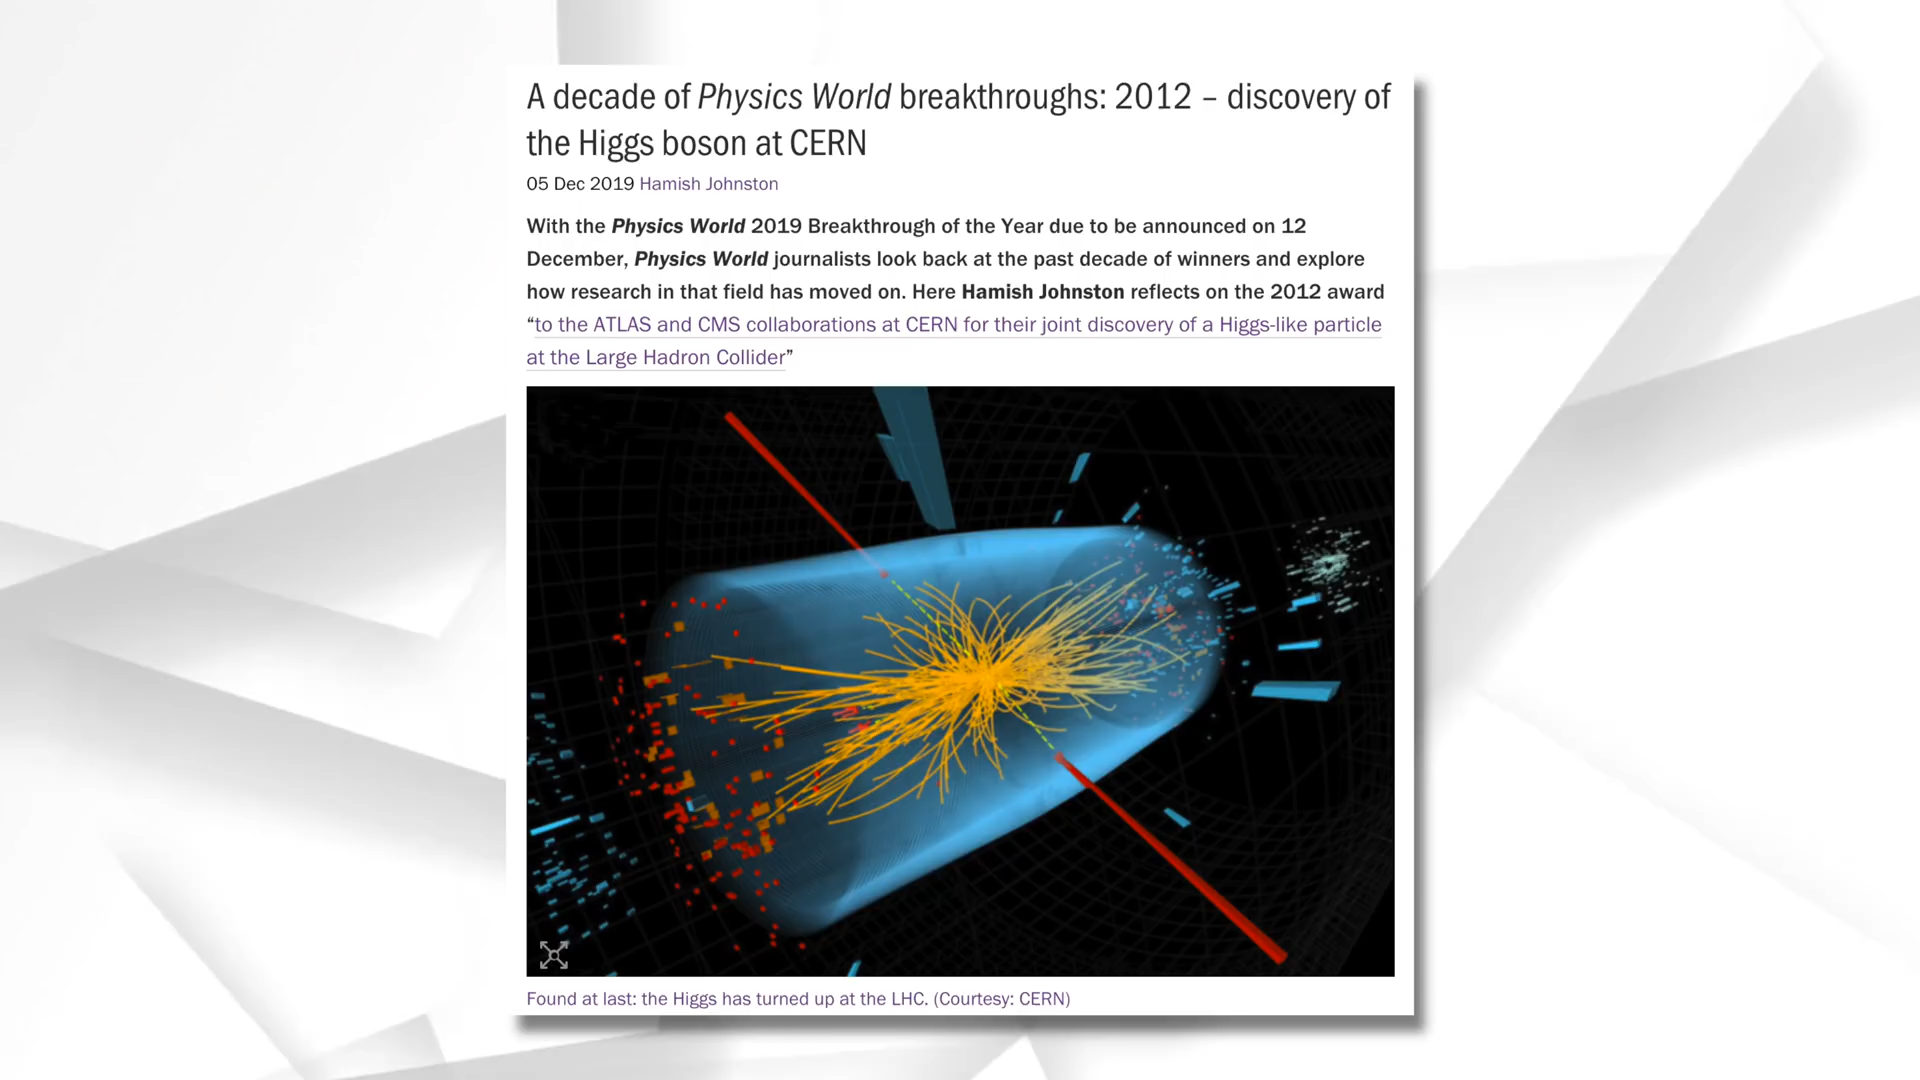 A decade of Physics World breakthroughs: 2012 – discovery of
the Higgs boson at CERN
05 Dec 2019 Hamish Johnston
With the Physics World 2019 Breakthrough of the Year due to be announced on 12
December, Physics World journalists look back at the past decade of winners and explore
how research in that field has moved on. Here Hamish Johnston reflects on the 2012 award
“to the ATLAS and CMS collaborations at CERN for their joint discovery of a Higgs-like particle
at the Large Hadron Collider”
Found at last: the Higgs has turned up at the LHC. (Courtesy: CERN)